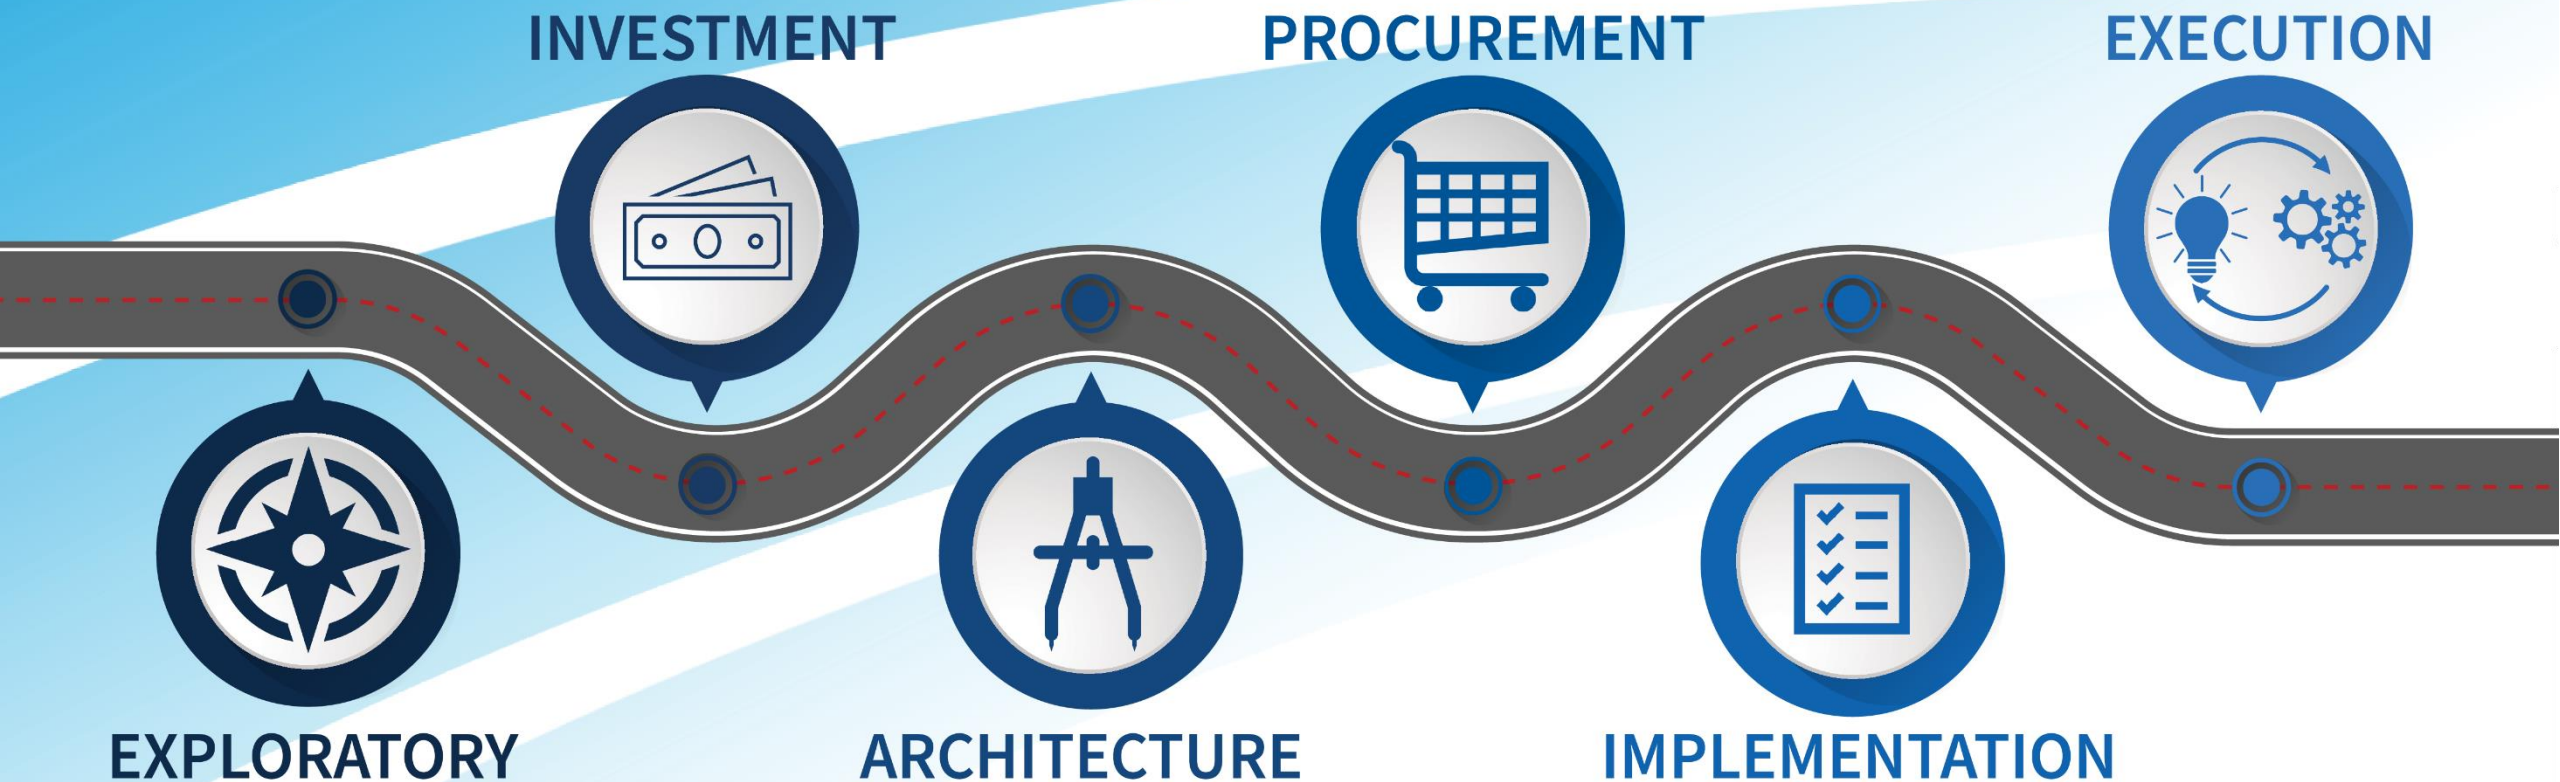 INVESTMENT
PROCUREMENT
EXECUTION
EXPLORATORY
ARCHITECTURE
IMPLEMENTATION